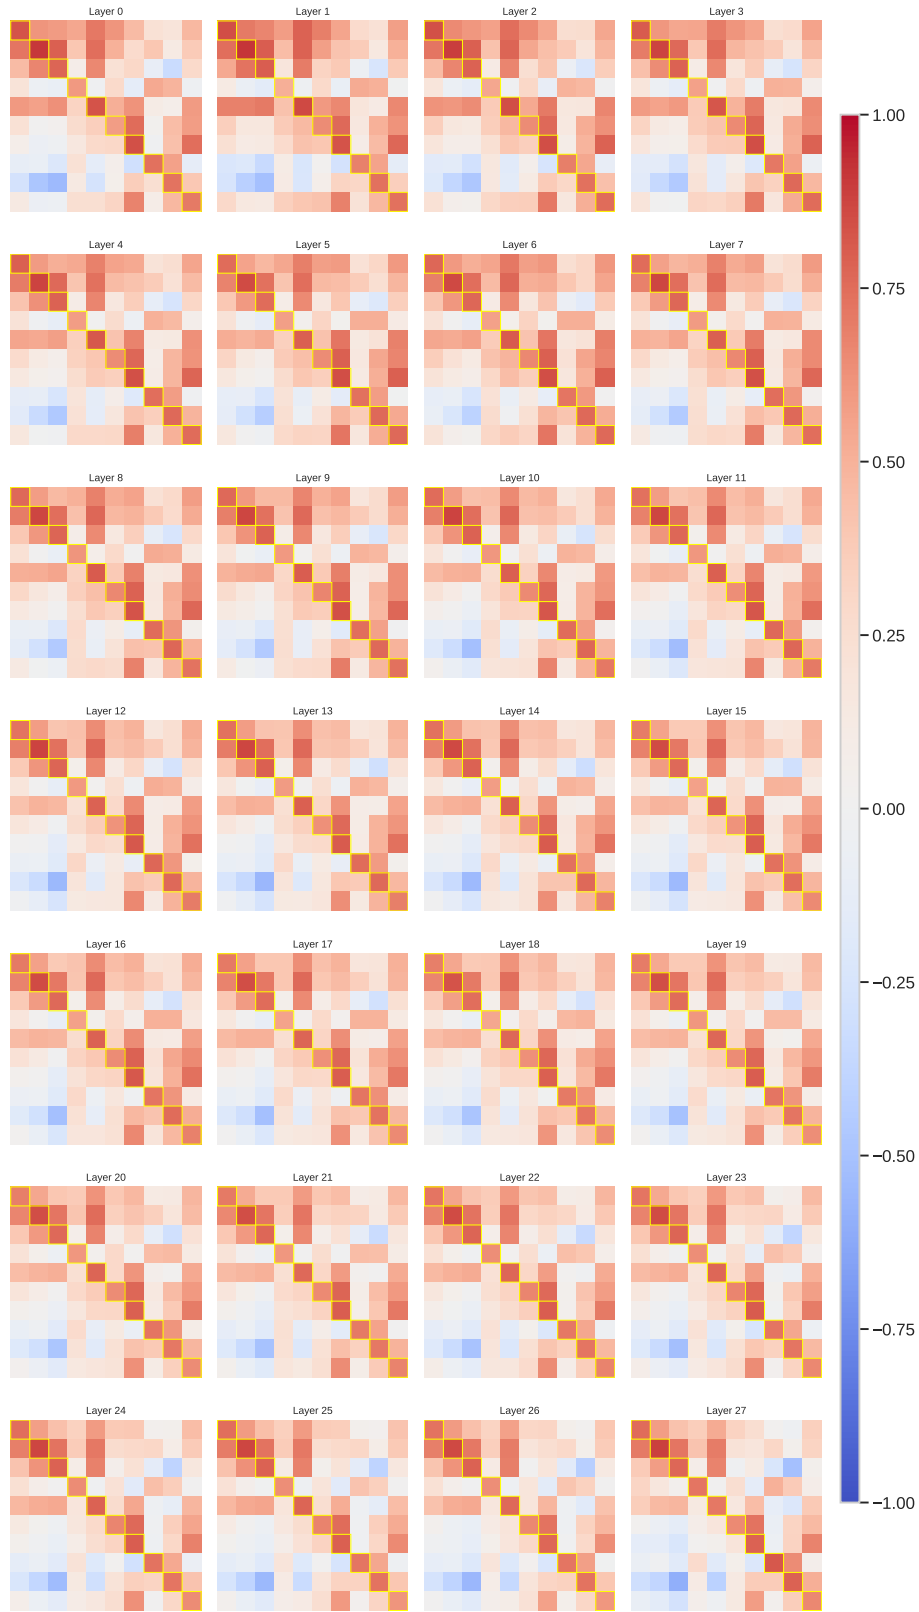 Layer 0
Layer 1
Layer 2
Layer 3
Layer 4
Layer 5
Layer 6
Layer 7
Layer 8
Layer 9
Layer 10
Layer 11
Layer 12
Layer 13
Layer 14
Layer 15
Layer 16
Layer 17
Layer 18
Layer 19
Layer 20
Layer 21
Layer 22
Layer 23
Layer 24
Layer 25
Layer 26
Layer 27
1.00
0.75
0.50
0.25
0.00
−0.25
−0.50
−0.75
−1.00